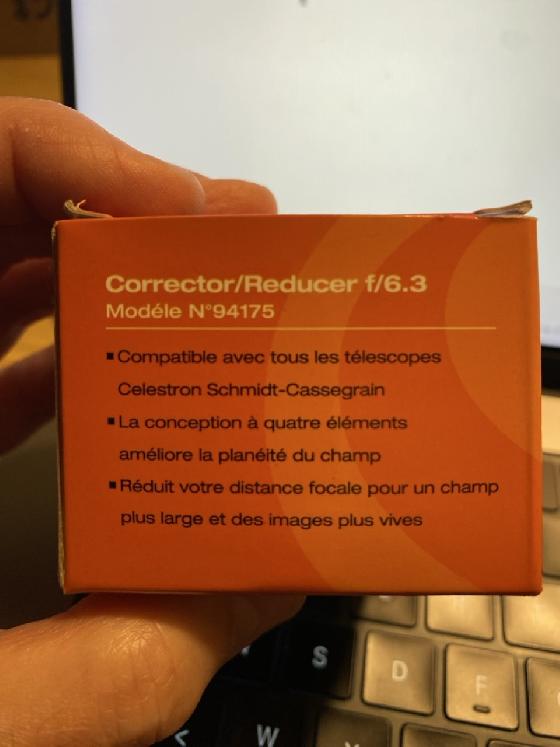 Corrector/Reducer f/6.3
Modéle N°94175
▪ Compatible avec tous les télescopes
Celestron Schmidt-Cassegrain
▪ La conception à quatre éléments
améliore la planéité du champ
▪ Réduit votre distance focale pour un champ
plus large et des images plus vives
S D F
< W